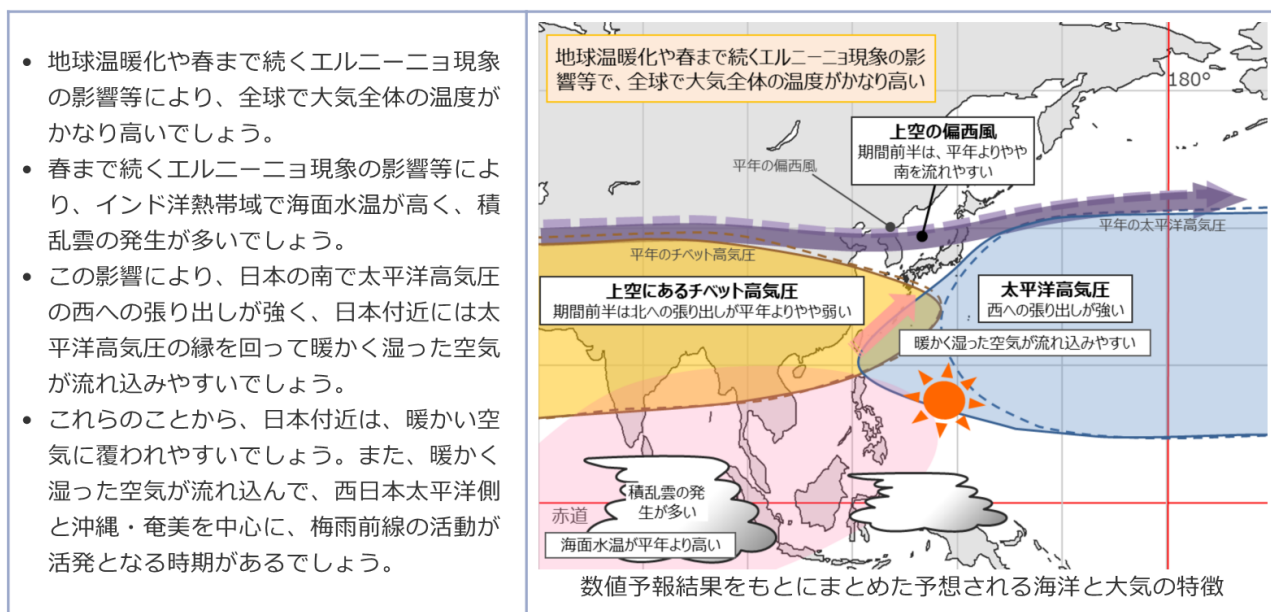 • 地球温暖化や春まで続くエルニーニョ現象
の影響等により、全球で大気全体の温度が
かなり高いでしょう。
• 春まで続くエルニーニョ現象の影響等によ
り、インド洋熱帯域で海面水温が高く、積
乱雲の発生が多いでしょう。
• この影響により、日本の南で太平洋高気圧
の西への張り出しが強く、日本付近には太
平洋高気圧の縁を回って暖かく湿った空気
が流れ込みやすいでしょう。
• これらのことから、日本付近は、暖かい空
気に覆われやすいでしょう。また、暖かく
湿った空気が流れ込んで、西日本太平洋側
と沖縄・奄美を中心に、梅雨前線の活動が
活発となる時期があるでしょう。
地球温暖化や春まで続くエルニーニョ現象の影
響等で、全球で大気全体の温度がかなり高い
180°
上空の偏西風
期間前半は、平年よりやや
南を流れやすい
平年の偏西風
平年の太平洋高気圧
平年のチベット高気圧
上空にあるチベット高気圧
期間前半は北への張り出しが平年よりやや弱い
太平洋高気圧
西への張り出しが強い
暖かく湿った空気が流れ込みやすい
積乱雲の発
生が多い
赤道
海面水温が平年より高い
数値予報結果をもとにまとめた予想される海洋と大気の特徴